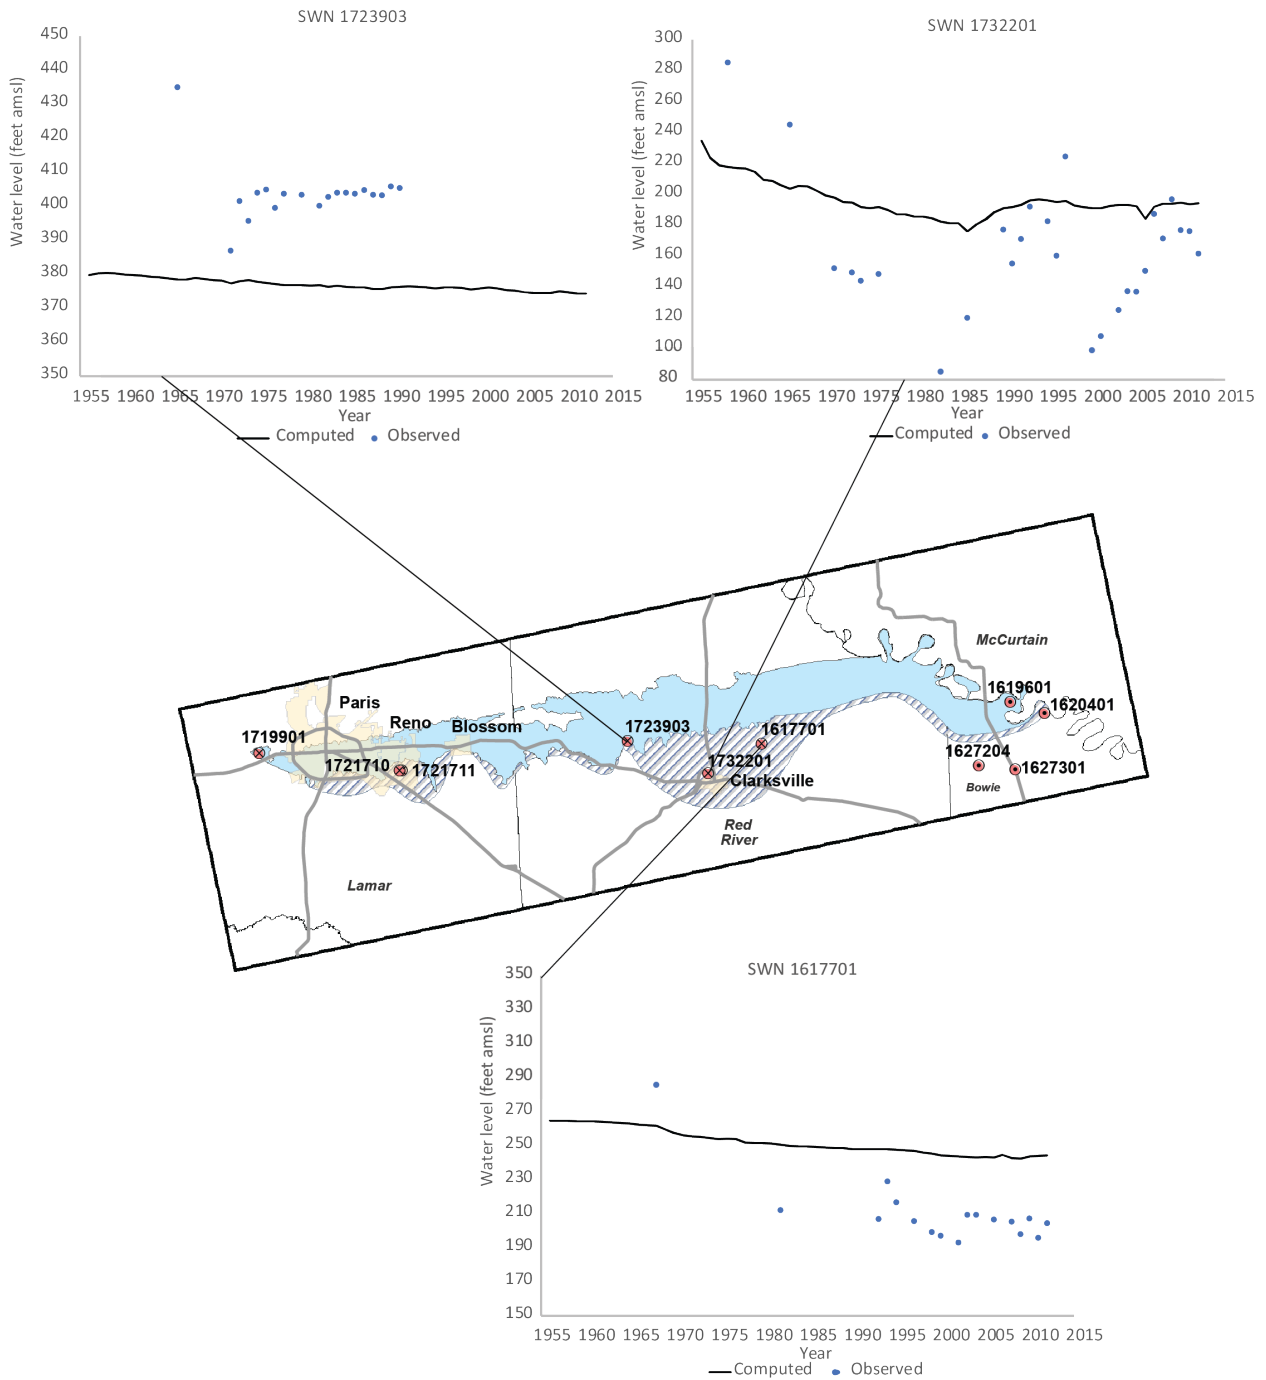 SWN 1723903
450
440
430
420
410
400
390
380
370
360
350
Water level (feet amsl)
1955 1960 1965 1970 1975 1980 1985 1990 1995 2000 2005 2010 2015
Year
Computed Observed
SWN 1732201
300
280
260
240
220
200
180
160
140
120
100
80
Water level (feet amsl)
1955 1960 1965 1970 1975 1980 1985 1990 1995 2000 2005 2010 2015
Year
Computed Observed
McCurtain
1619601
1620401
Paris
Reno
Blossom
1719901
1723903
1617701
1721710
1721711
1732201
Clarksville
1627204
1627301
Bowie
Red
River
Lamar
SWN 1617701
350
330
310
290
270
250
230
210
190
170
150
Water level (feet amsl)
1955 1960 1965 1970 1975 1980 1985 1990 1995 2000 2005 2010 2015
Year
Computed Observed